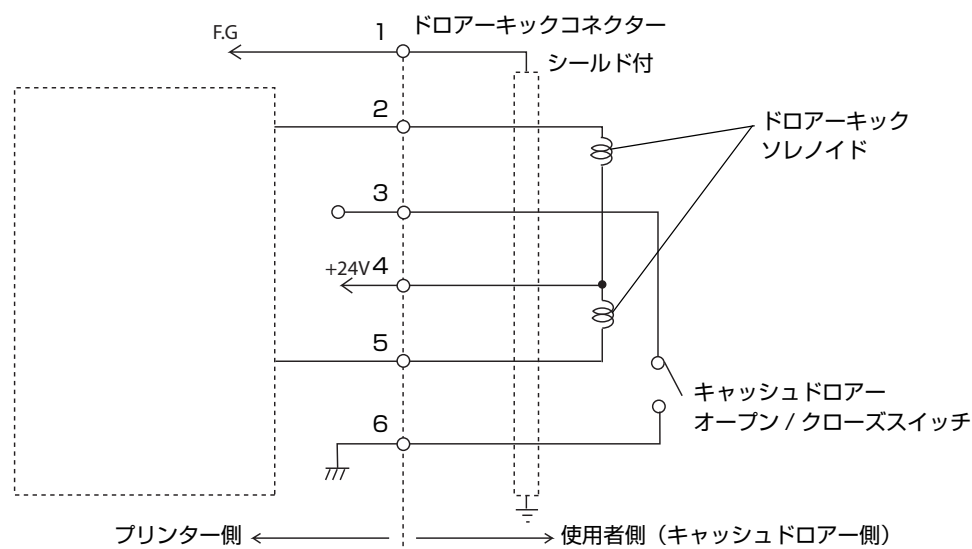 ドロアーキックコネクター
F.G
1
シールド付
2
ドロアーキック
ソレノイド
3
+24V
4
5
キャッシュドロアー
オープン / クローズスイッチ
6
プリンター側
使用者側（キャッシュドロアー側）